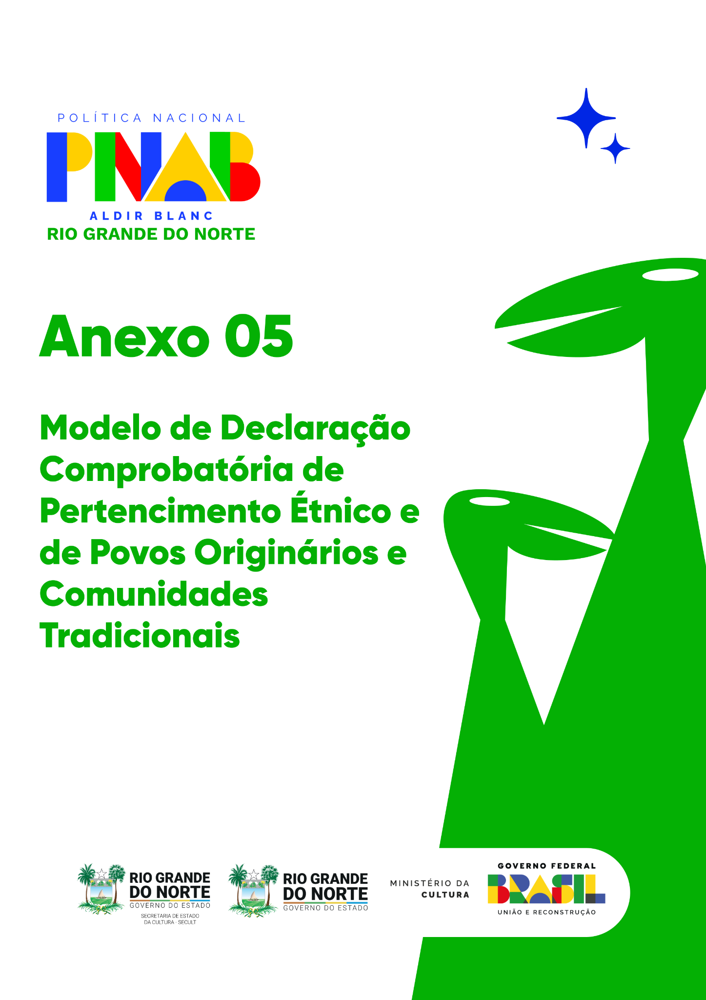 POLÍTICA NACIONAL
PNAB
ALDIR BLANC
RIO GRANDE DO NORTE
Anexo 05
Modelo de Declaração
Comprobatória de
Pertencimento Étnico e
de Povos Originários e
Comunidades
Tradicionais
RIO GRANDE
DO NORTE
GOVERNO DO ESTADO
SECRETARIA DE ESTADO
DA CULTURA - SECULT
RIO GRANDE
DO NORTE
GOVERNO DO ESTADO
MINISTÉRIO DA
CULTURA
GOVERNO FEDERAL
BRASIL
UNIÃO E RECONSTRUÇÃO